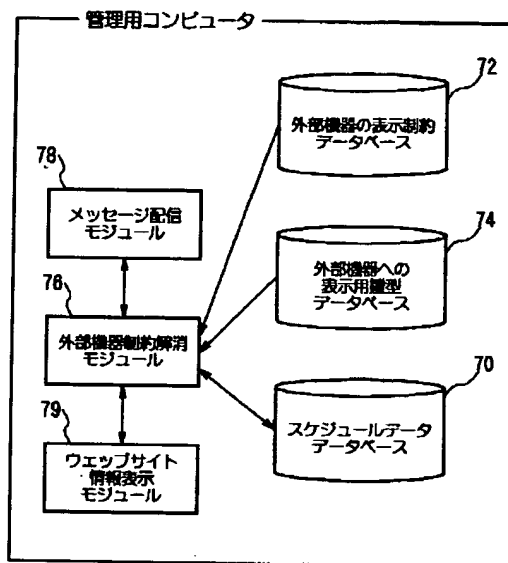 管理用コンピュータ
72
外部機器の表示制約
データベース
78
メッセージ配信
モジュール
74
外部機器への
表示用雛型
データベース
76
外部機器制約解消
モジュール
70
スケジュールデータ
データベース
79
ウェッブサイト
情報表示
モジュール